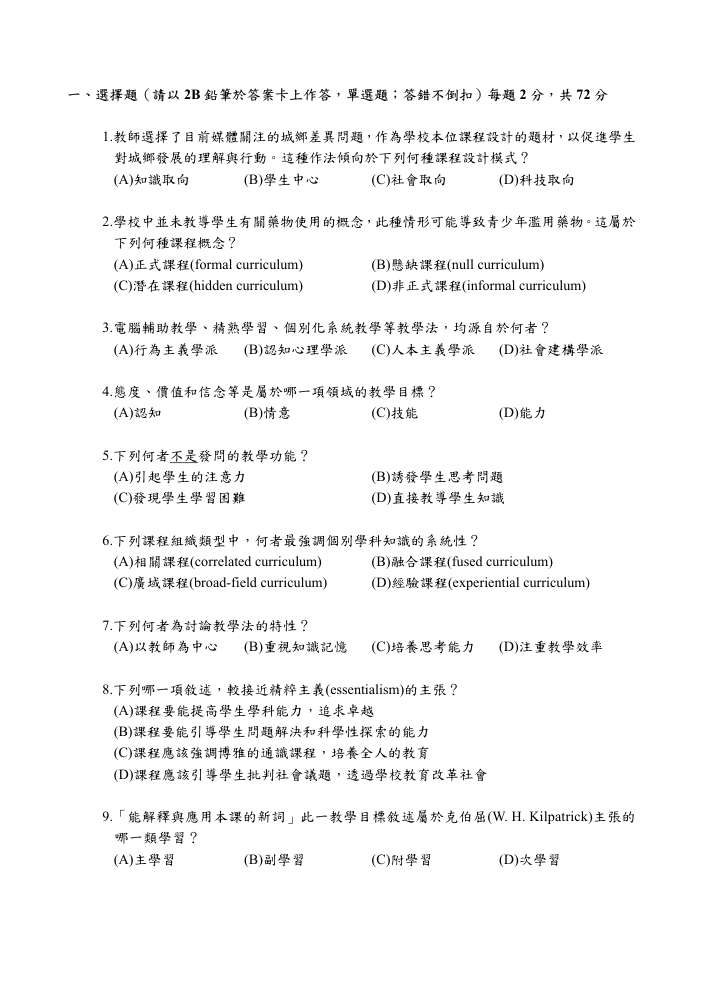 一、選擇題（請以 2B 鉛筆於答案卡上作答，單選題；答錯不倒扣）每題 2 分，共 72 分
1.教師選擇了目前媒體關注的城鄉差異問題，作為學校本位課程設計的題材，以促進學生
對城鄉發展的理解與行動。這種作法傾向於下列何種課程設計模式？
(A)知識取向 (B)學生中心 (C)社會取向 (D)科技取向
2.學校中並未教導學生有關藥物使用的概念，此種情形可能導致青少年濫用藥物。這屬於
下列何種課程概念？
(A)正式課程(formal curriculum) (B)懸缺課程(null curriculum)
(C)潛在課程(hidden curriculum) (D)非正式課程(informal curriculum)
3.電腦輔助教學、精熟學習、個別化系統教學等教學法，均源自於何者？
(A)行為主義學派 (B)認知心理學派 (C)人本主義學派 (D)社會建構學派
4.態度、價值和信念等是屬於哪一項領域的教學目標？
(A)認知 (B)情意 (C)技能 (D)能力
5.下列何者不是發問的教學功能？
(A)引起學生的注意力 (B)誘發學生思考問題
(C)發現學生學習困難 (D)直接教導學生知識
6.下列課程組織類型中，何者最強調個別學科知識的系統性？
(A)相關課程(correlated curriculum) (B)融合課程(fused curriculum)
(C)廣域課程(broad-field curriculum) (D)經驗課程(experiential curriculum)
7.下列何者為討論教學法的特性？
(A)以教師為中心 (B)重視知識記憶 (C)培養思考能力 (D)注重教學效率
8.下列哪一項敘述，較接近精粹主義(essentialism)的主張？
(A)課程要能提高學生學科能力，追求卓越
(B)課程要能引導學生問題解決和科學性探索的能力
(C)課程應該強調博雅的通識課程，培養全人的教育
(D)課程應該引導學生批判社會議題，透過學校教育改革社會
9.「能解釋與應用本課的新詞」此一教學目標敘述屬於克伯屈(W. H. Kilpatrick)主張的
哪一類學習？
(A)主學習 (B)副學習 (C)附學習 (D)次學習